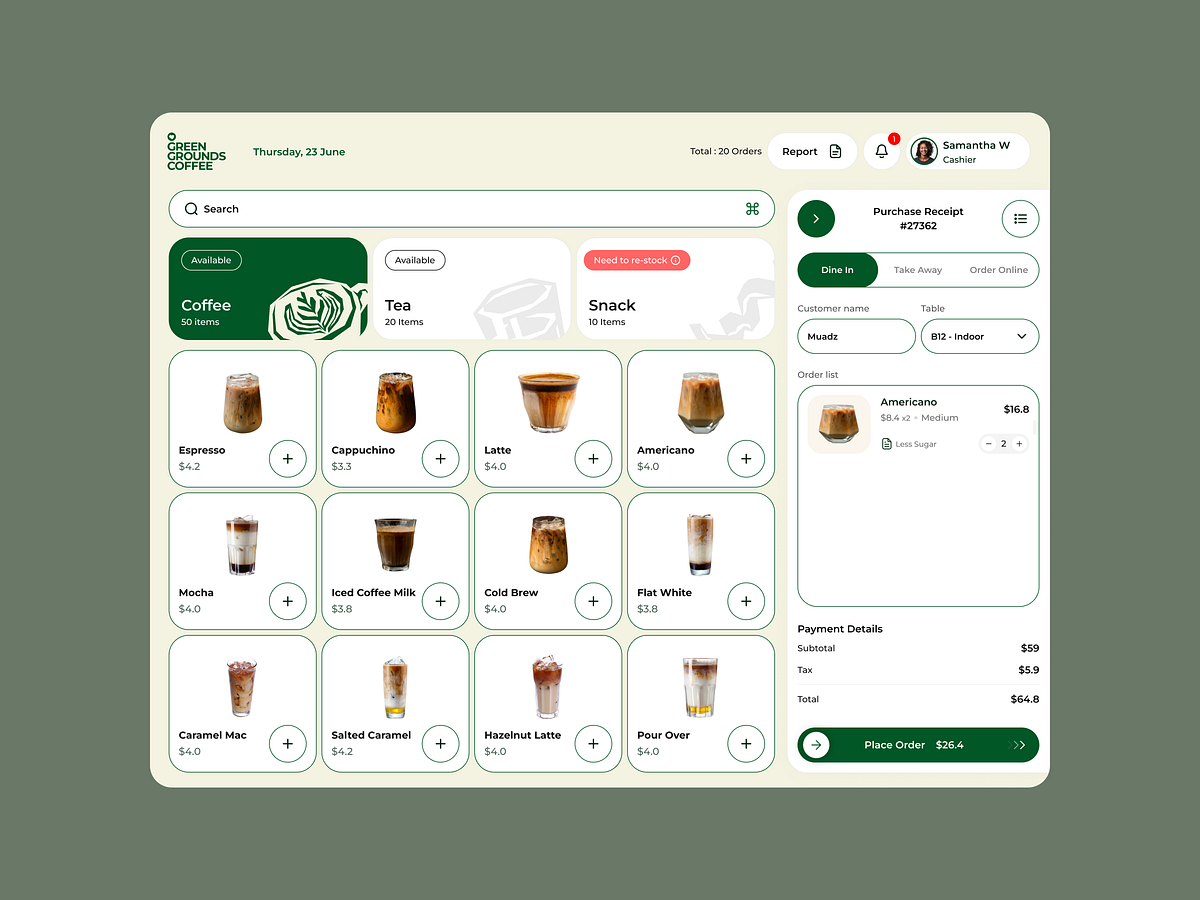 GREEN
GROUNDS
COFFEE
Thursday, 23 June
Total : 20 Orders
Report
1
Samantha W
Cashier
Search
Available
Coffee
50 items
Available
Tea
20 Items
Need to re-stock
Snack
10 Items
Espresso
$4.2
Cappuchino
$3.3
Latte
$4.0
Americano
$4.0
Mocha
$4.0
Iced Coffee Milk
$3.8
Cold Brew
$4.0
Flat White
$3.8
Caramel Mac
$4.0
Salted Caramel
$4.2
Hazelnut Latte
$4.0
Pour Over
$4.0
Purchase Receipt
#27362
Dine In
Take Away
Order Online
Customer name
Table
Muadz
B12 - Indoor
Order list
Americano
$8.4 x2 • Medium
$16.8
Less Sugar
2
Payment Details
Subtotal $59
Tax $5.9
Total $64.8
Place Order $26.4